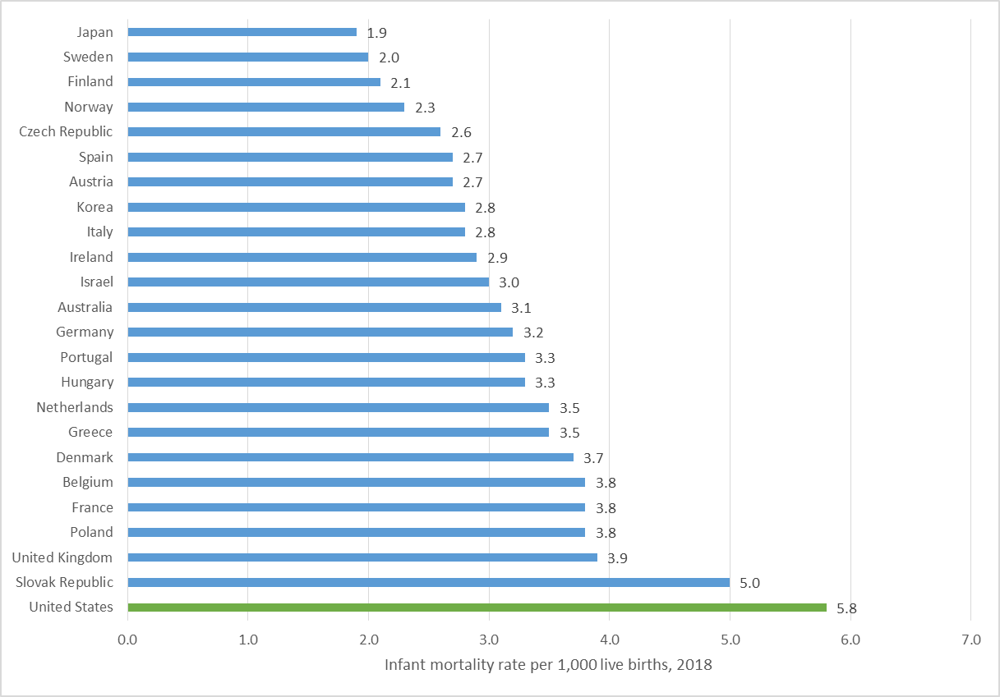 Japan 1.9
Sweden 2.0
Finland 2.1
Norway 2.3
Czech Republic 2.6
Spain 2.7
Austria 2.7
Korea 2.8
Italy 2.8
Ireland 2.9
Israel 3.0
Australia 3.1
Germany 3.2
Portugal 3.3
Hungary 3.3
Netherlands 3.5
Greece 3.5
Denmark 3.7
Belgium 3.8
France 3.8
Poland 3.8
United Kingdom 3.9
Slovak Republic 5.0
United States 5.8
0.0 1.0 2.0 3.0 4.0 5.0 6.0 7.0
Infant mortality rate per 1,000 live births, 2018